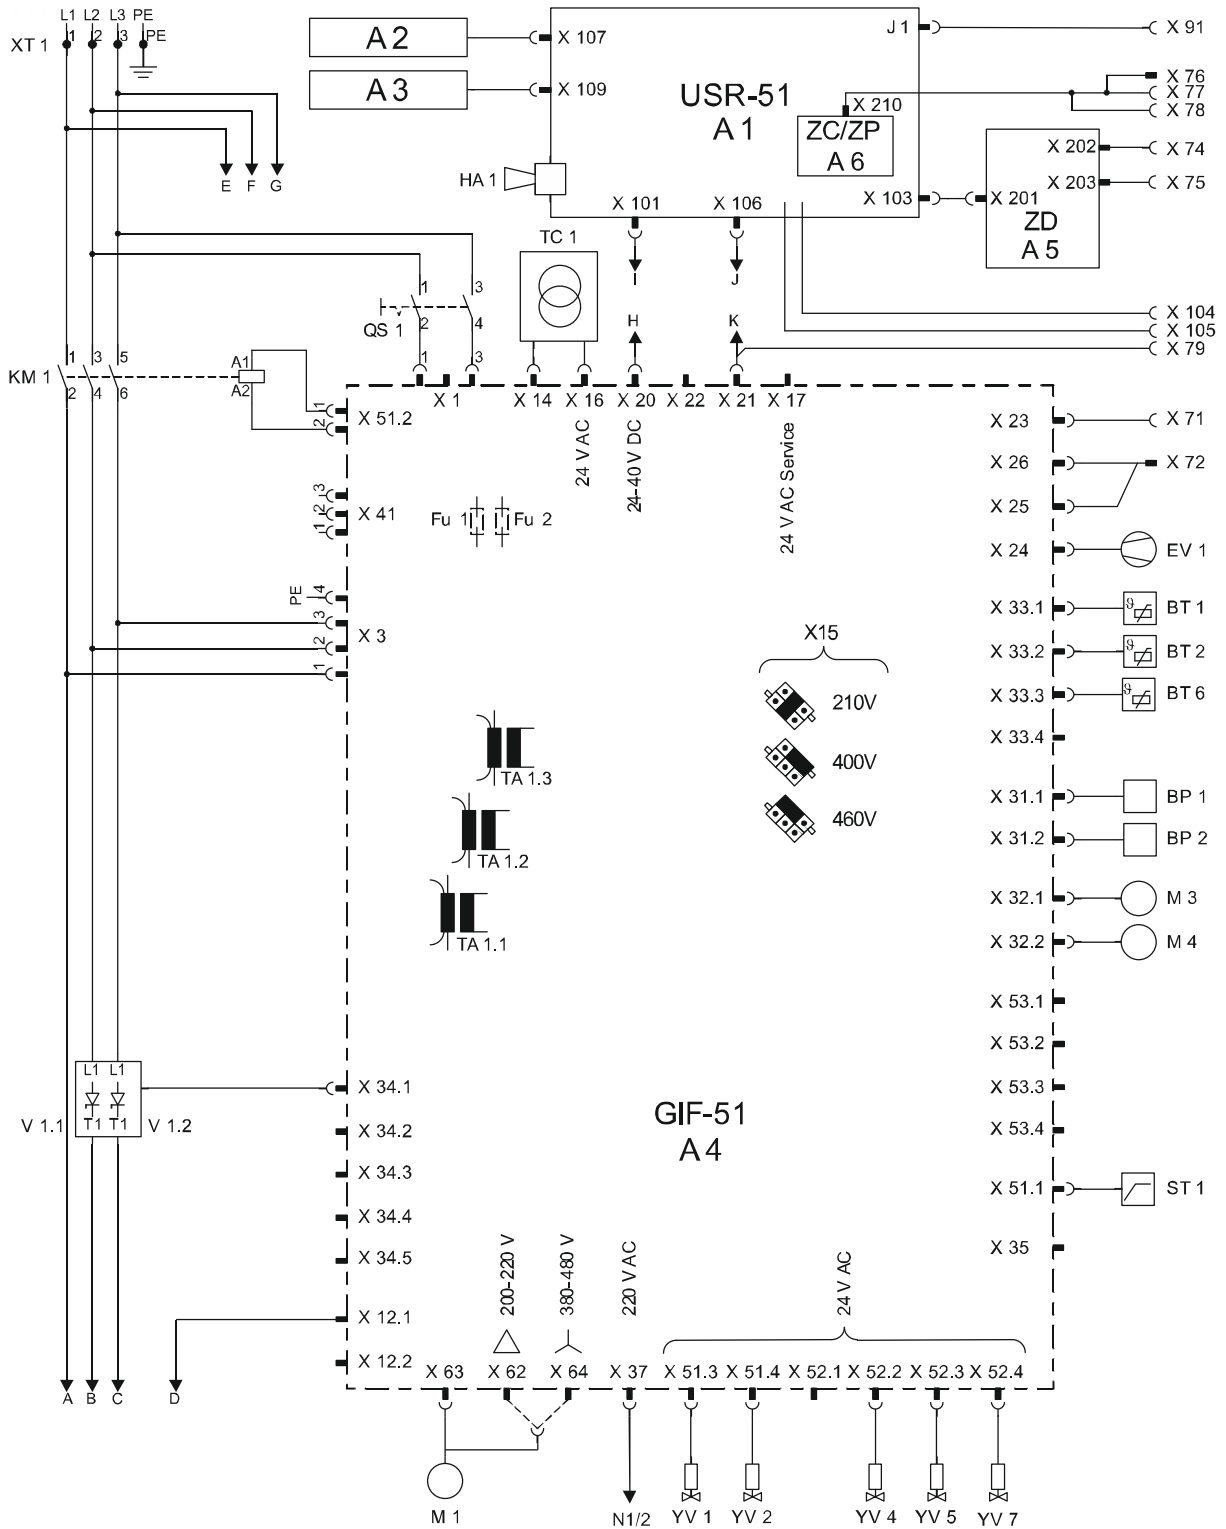 L1 L2 L3 PE
XT 1 1 2 3 PE
A 2
A 3
X 107
X 109
USR-51
A 1
J 1
X 210
ZC/ZP
A 6
HA 1
X 101
X 106
X 103
X 201
X 202
X 203
ZD
A 5
X 91
X 76
X 77
X 78
X 74
X 75
X 104
X 105
X 79
E F G
TC 1
I
J
H
K
QS 1
1 3
2 4
1 3
KM 1
1 3 5
2 4 6
A1
A2
1
2
X 51.2
X 1
X 14
X 16
X 20
X 22
X 21
X 17
24 V AC
24-40 V DC
24 V AC Service
X 23
X 71
X 26
X 72
X 25
X 24
EV 1
3
2
1
X 41
Fu 1
Fu 2
PE 4
3
2
1
X 3
X 33.1
ϑ
BT 1
X 33.2
ϑ
BT 2
X 33.3
ϑ
BT 6
X 33.4
X15
210V
400V
460V
TA 1.3
TA 1.2
TA 1.1
X 31.1
BP 1
X 31.2
BP 2
X 32.1
M 3
X 32.2
M 4
X 53.1
X 53.2
X 53.3
X 53.4
L1 L1
T1 T1
V 1.1
V 1.2
X 34.1
X 34.2
X 34.3
X 34.4
X 34.5
GIF-51
A 4
X 51.1
ST 1
X 35
X 12.1
X 12.2
200-220 V
380-480 V
220 V AC
24 V AC
X 63
X 62
X 64
X 37
X 51.3
X 51.4
X 52.1
X 52.2
X 52.3
X 52.4
A B C D
M 1
N1/2
YV 1
YV 2
YV 4
YV 5
YV 7